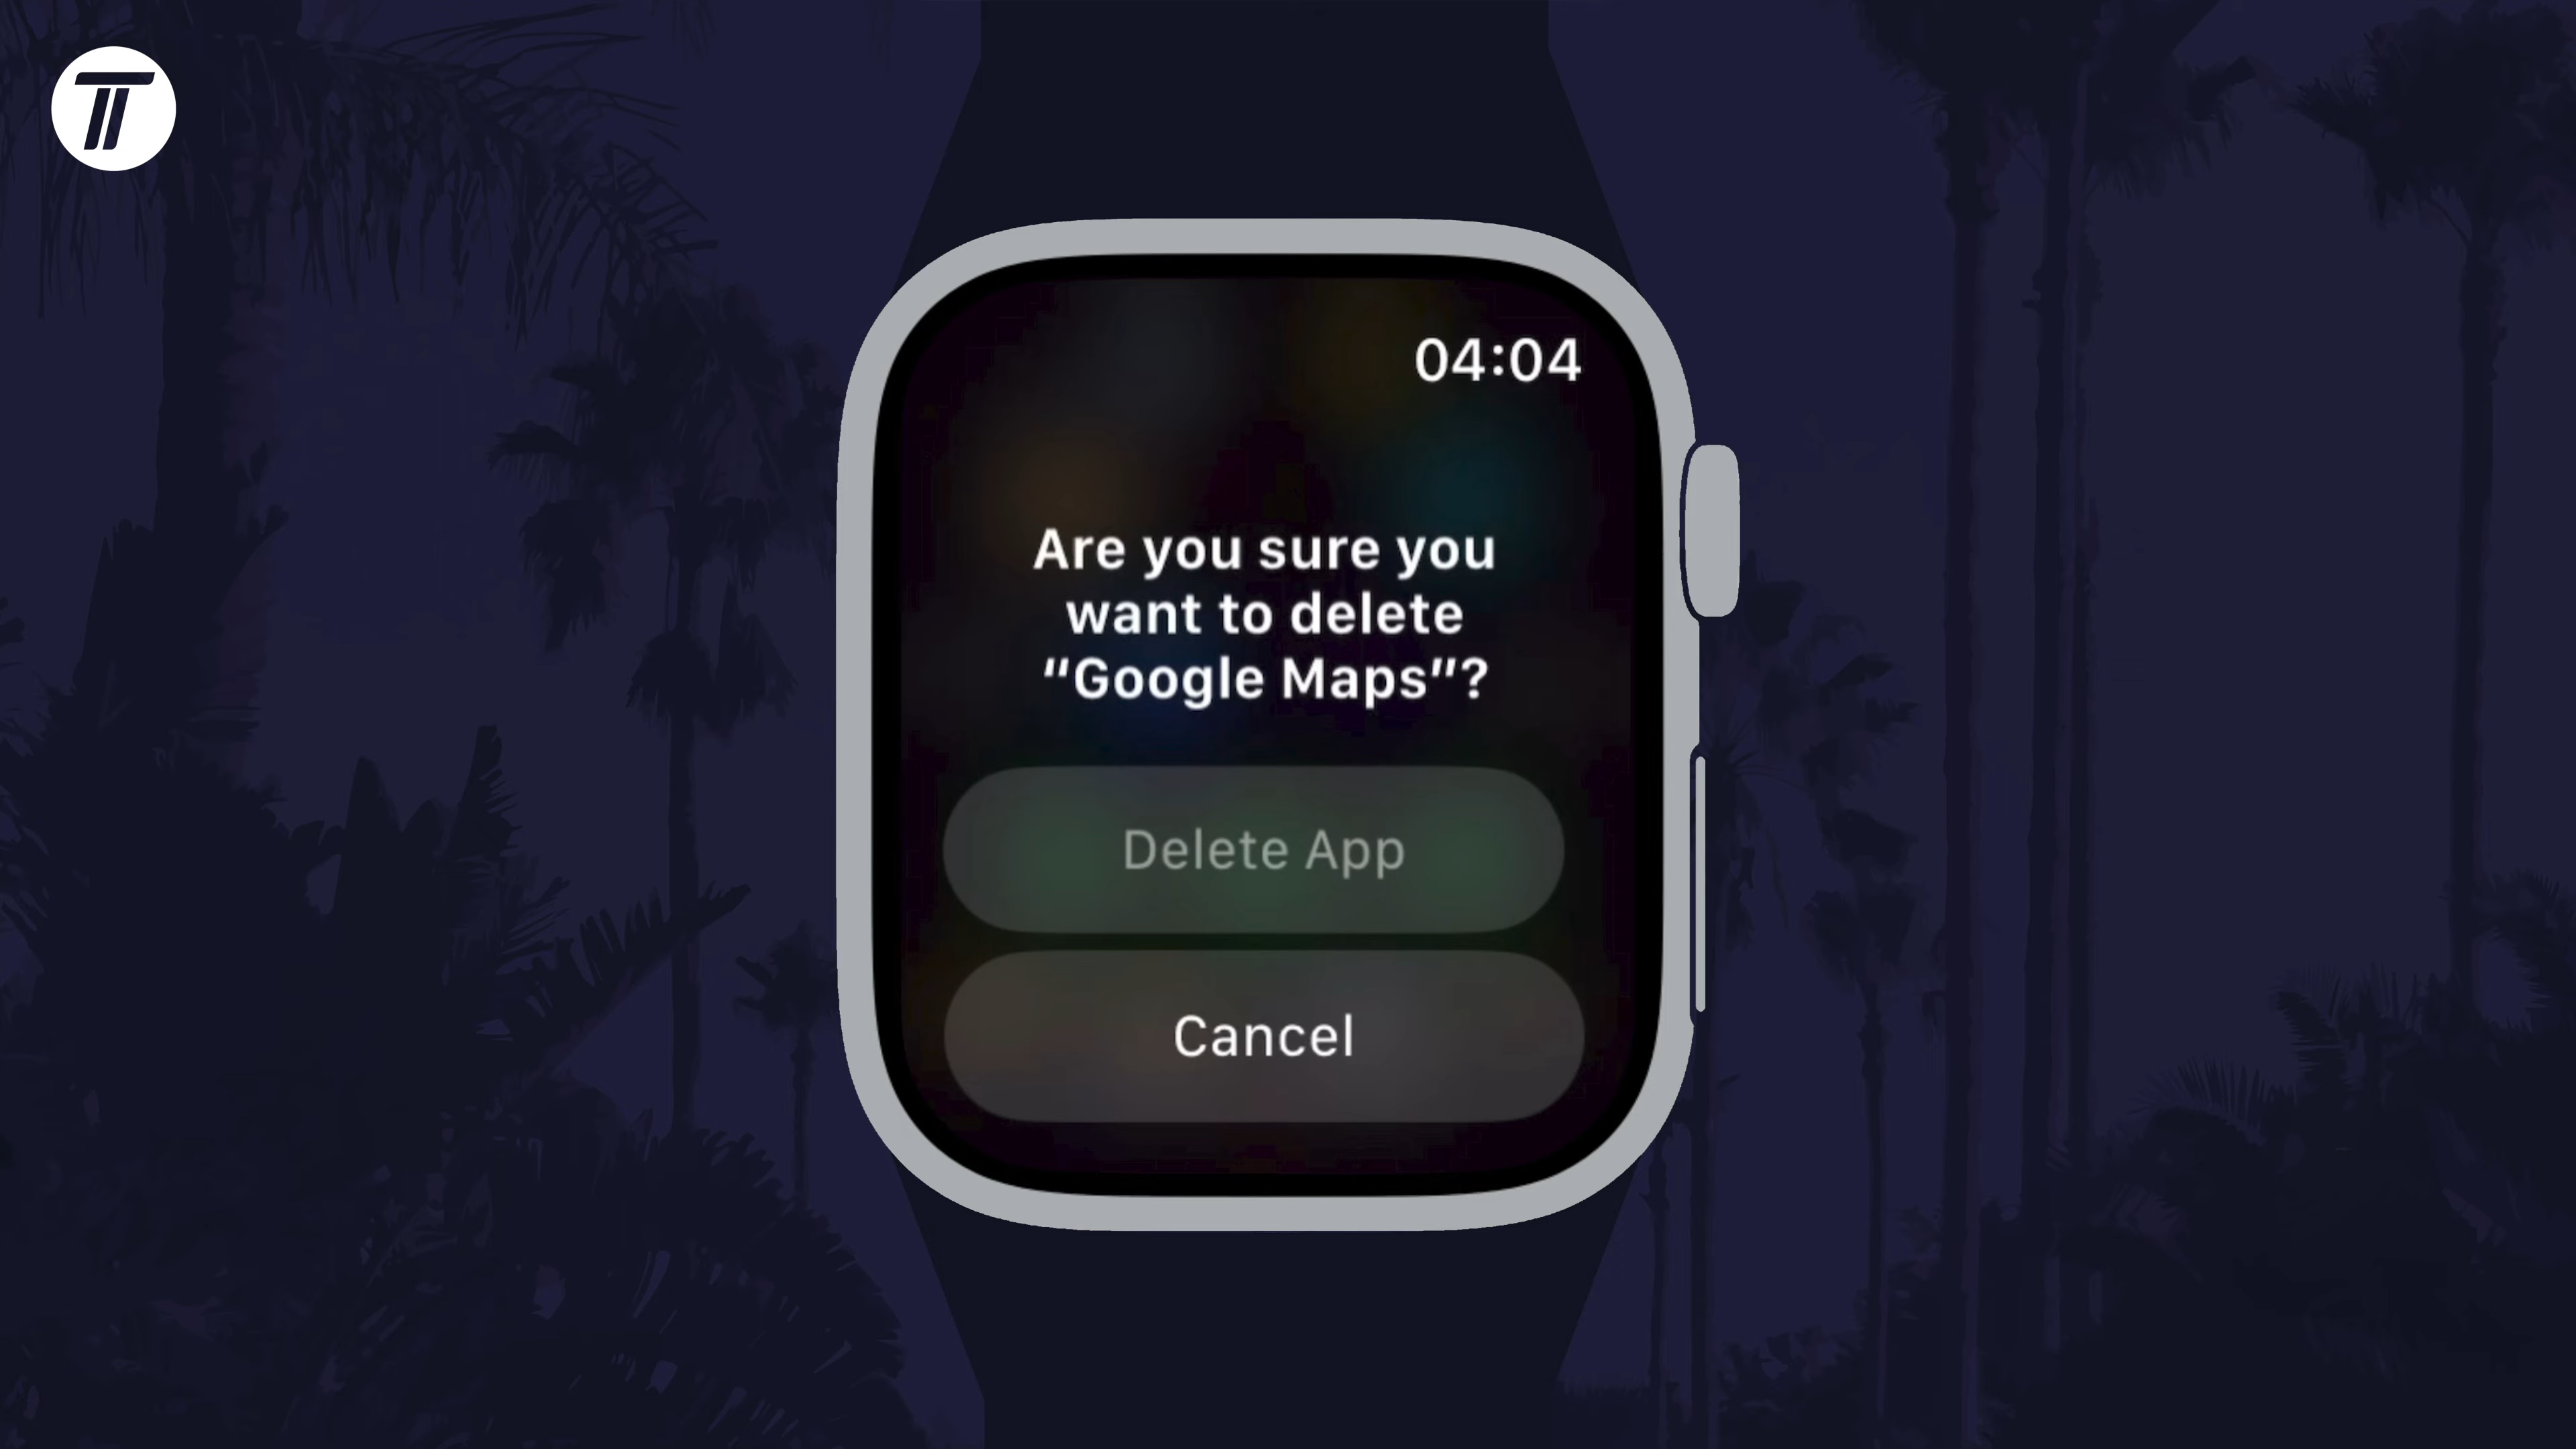 04:04
Are you sure you
want to delete
“Google Maps”?
Delete App
Cancel